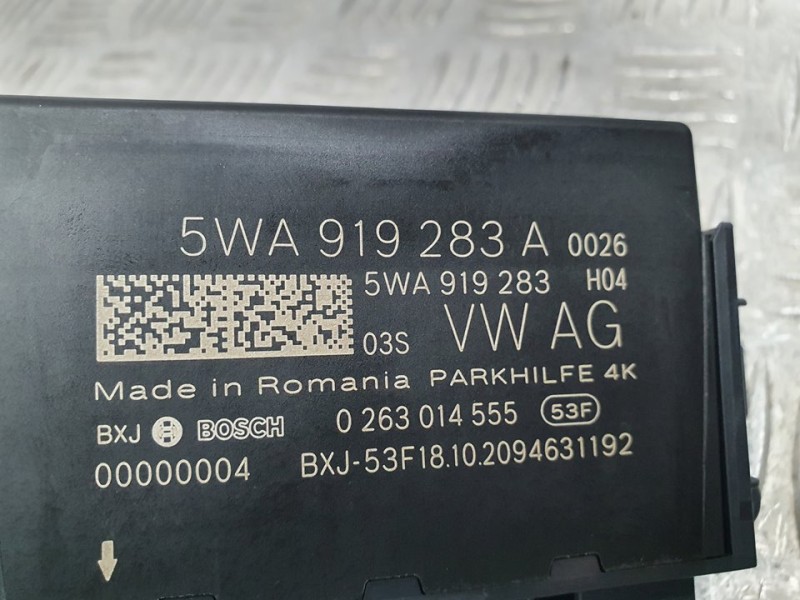 5WA 919 283 A 0026
5WA 919 283 H04
03S VW AG
Made in Romania PARKHILFE 4K
BXJ BOSCH 0 263 014 555 53F
00000004 BXJ-53F18.10.2094631192